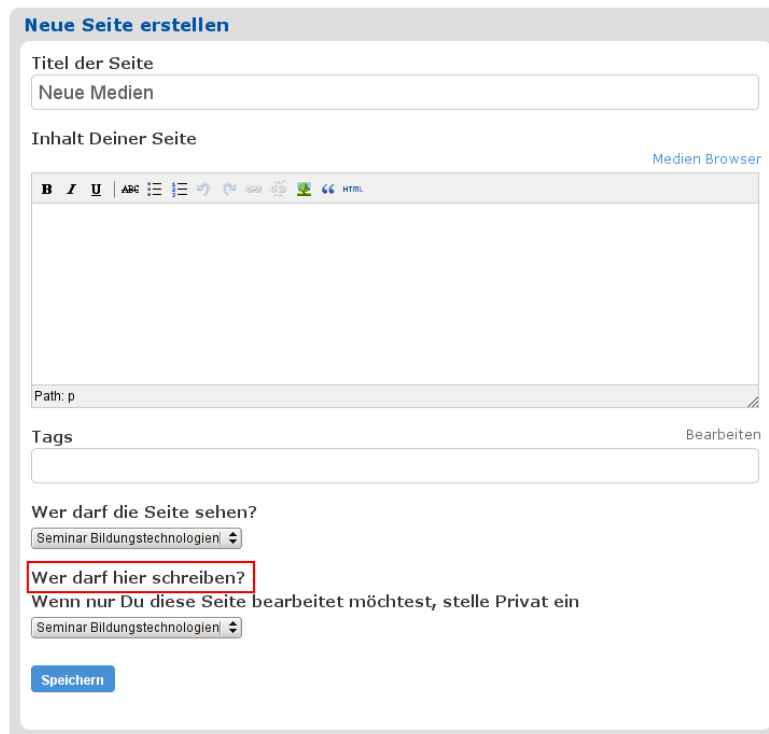 Neue Seite erstellen
Titel der Seite
Neue Medien
Inhalt Deiner Seite
Medien Browser
B I U ABC HTML
Path: p
Tags
Bearbeiten
Wer darf die Seite sehen?
Seminar Bildungstechnologien
Wer darf hier schreiben?
Wenn nur Du diese Seite bearbeitet möchtest, stelle Privat ein
Seminar Bildungstechnologien
Speichern